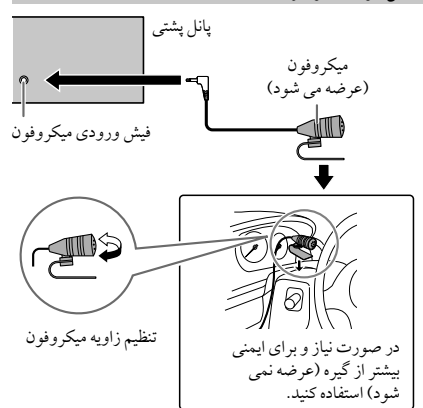 پانل پشتی
میکروفون
(عرضه می شود)
فیش ورودی میکروفون
تنظیم زاویه میکروفون
در صورت نیاز و برای ایمنی
بیشتر از گیره (عرضه نمی
شود) استفاده کنید.